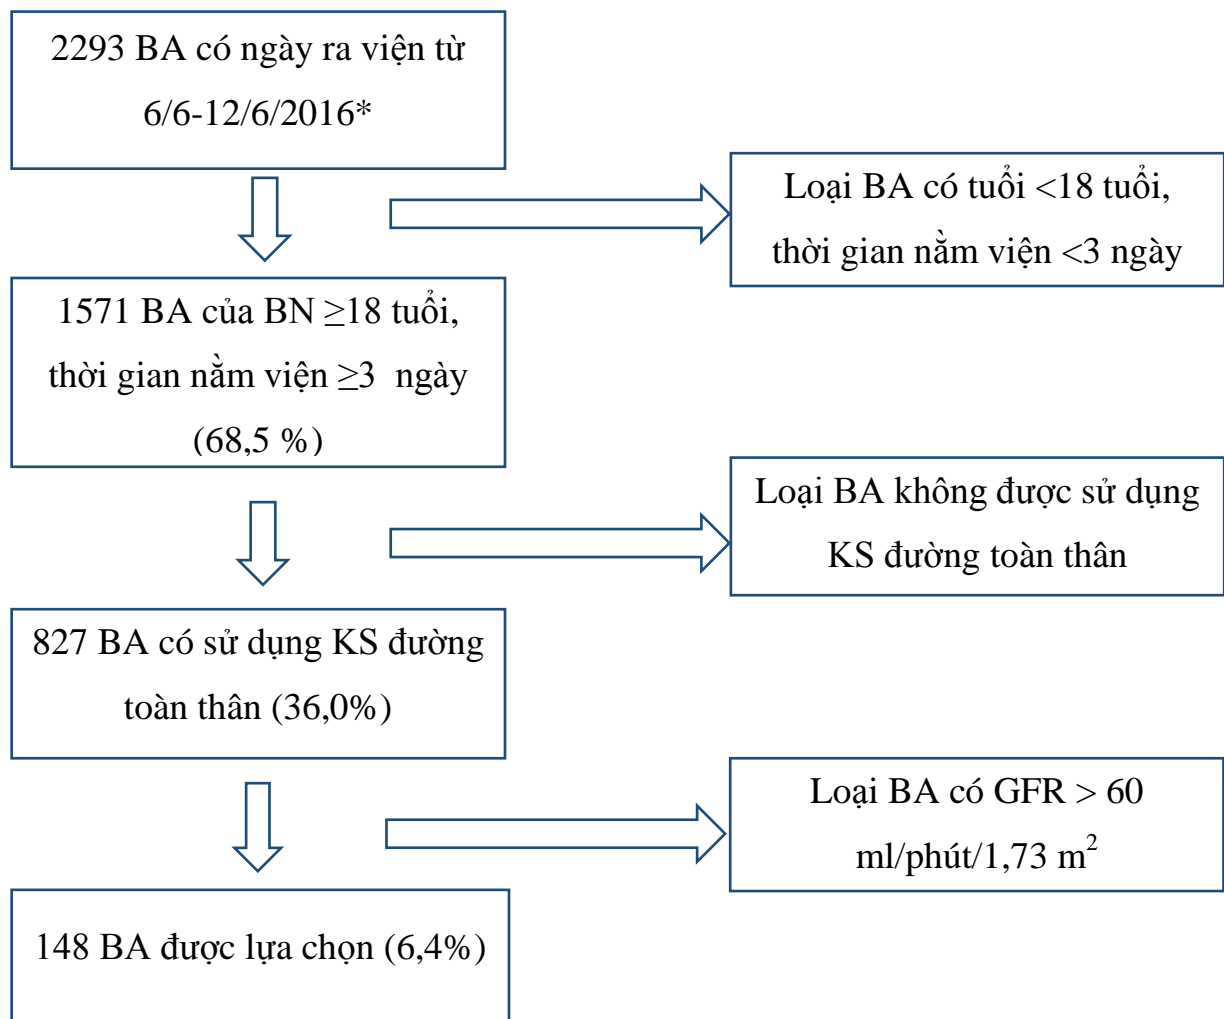 2293 BA có ngày ra viện từ
6/6-12/6/2016*
Loại BA có tuổi <18 tuổi,
thời gian nằm viện <3 ngày
1571 BA của BN ≥18 tuổi,
thời gian nằm viện ≥3 ngày
(68,5 %)
Loại BA không được sử dụng
KS đường toàn thân
827 BA có sử dụng KS đường
toàn thân (36,0%)
Loại BA có GFR > 60
ml/phút/1,73 m²
148 BA được lựa chọn (6,4%)